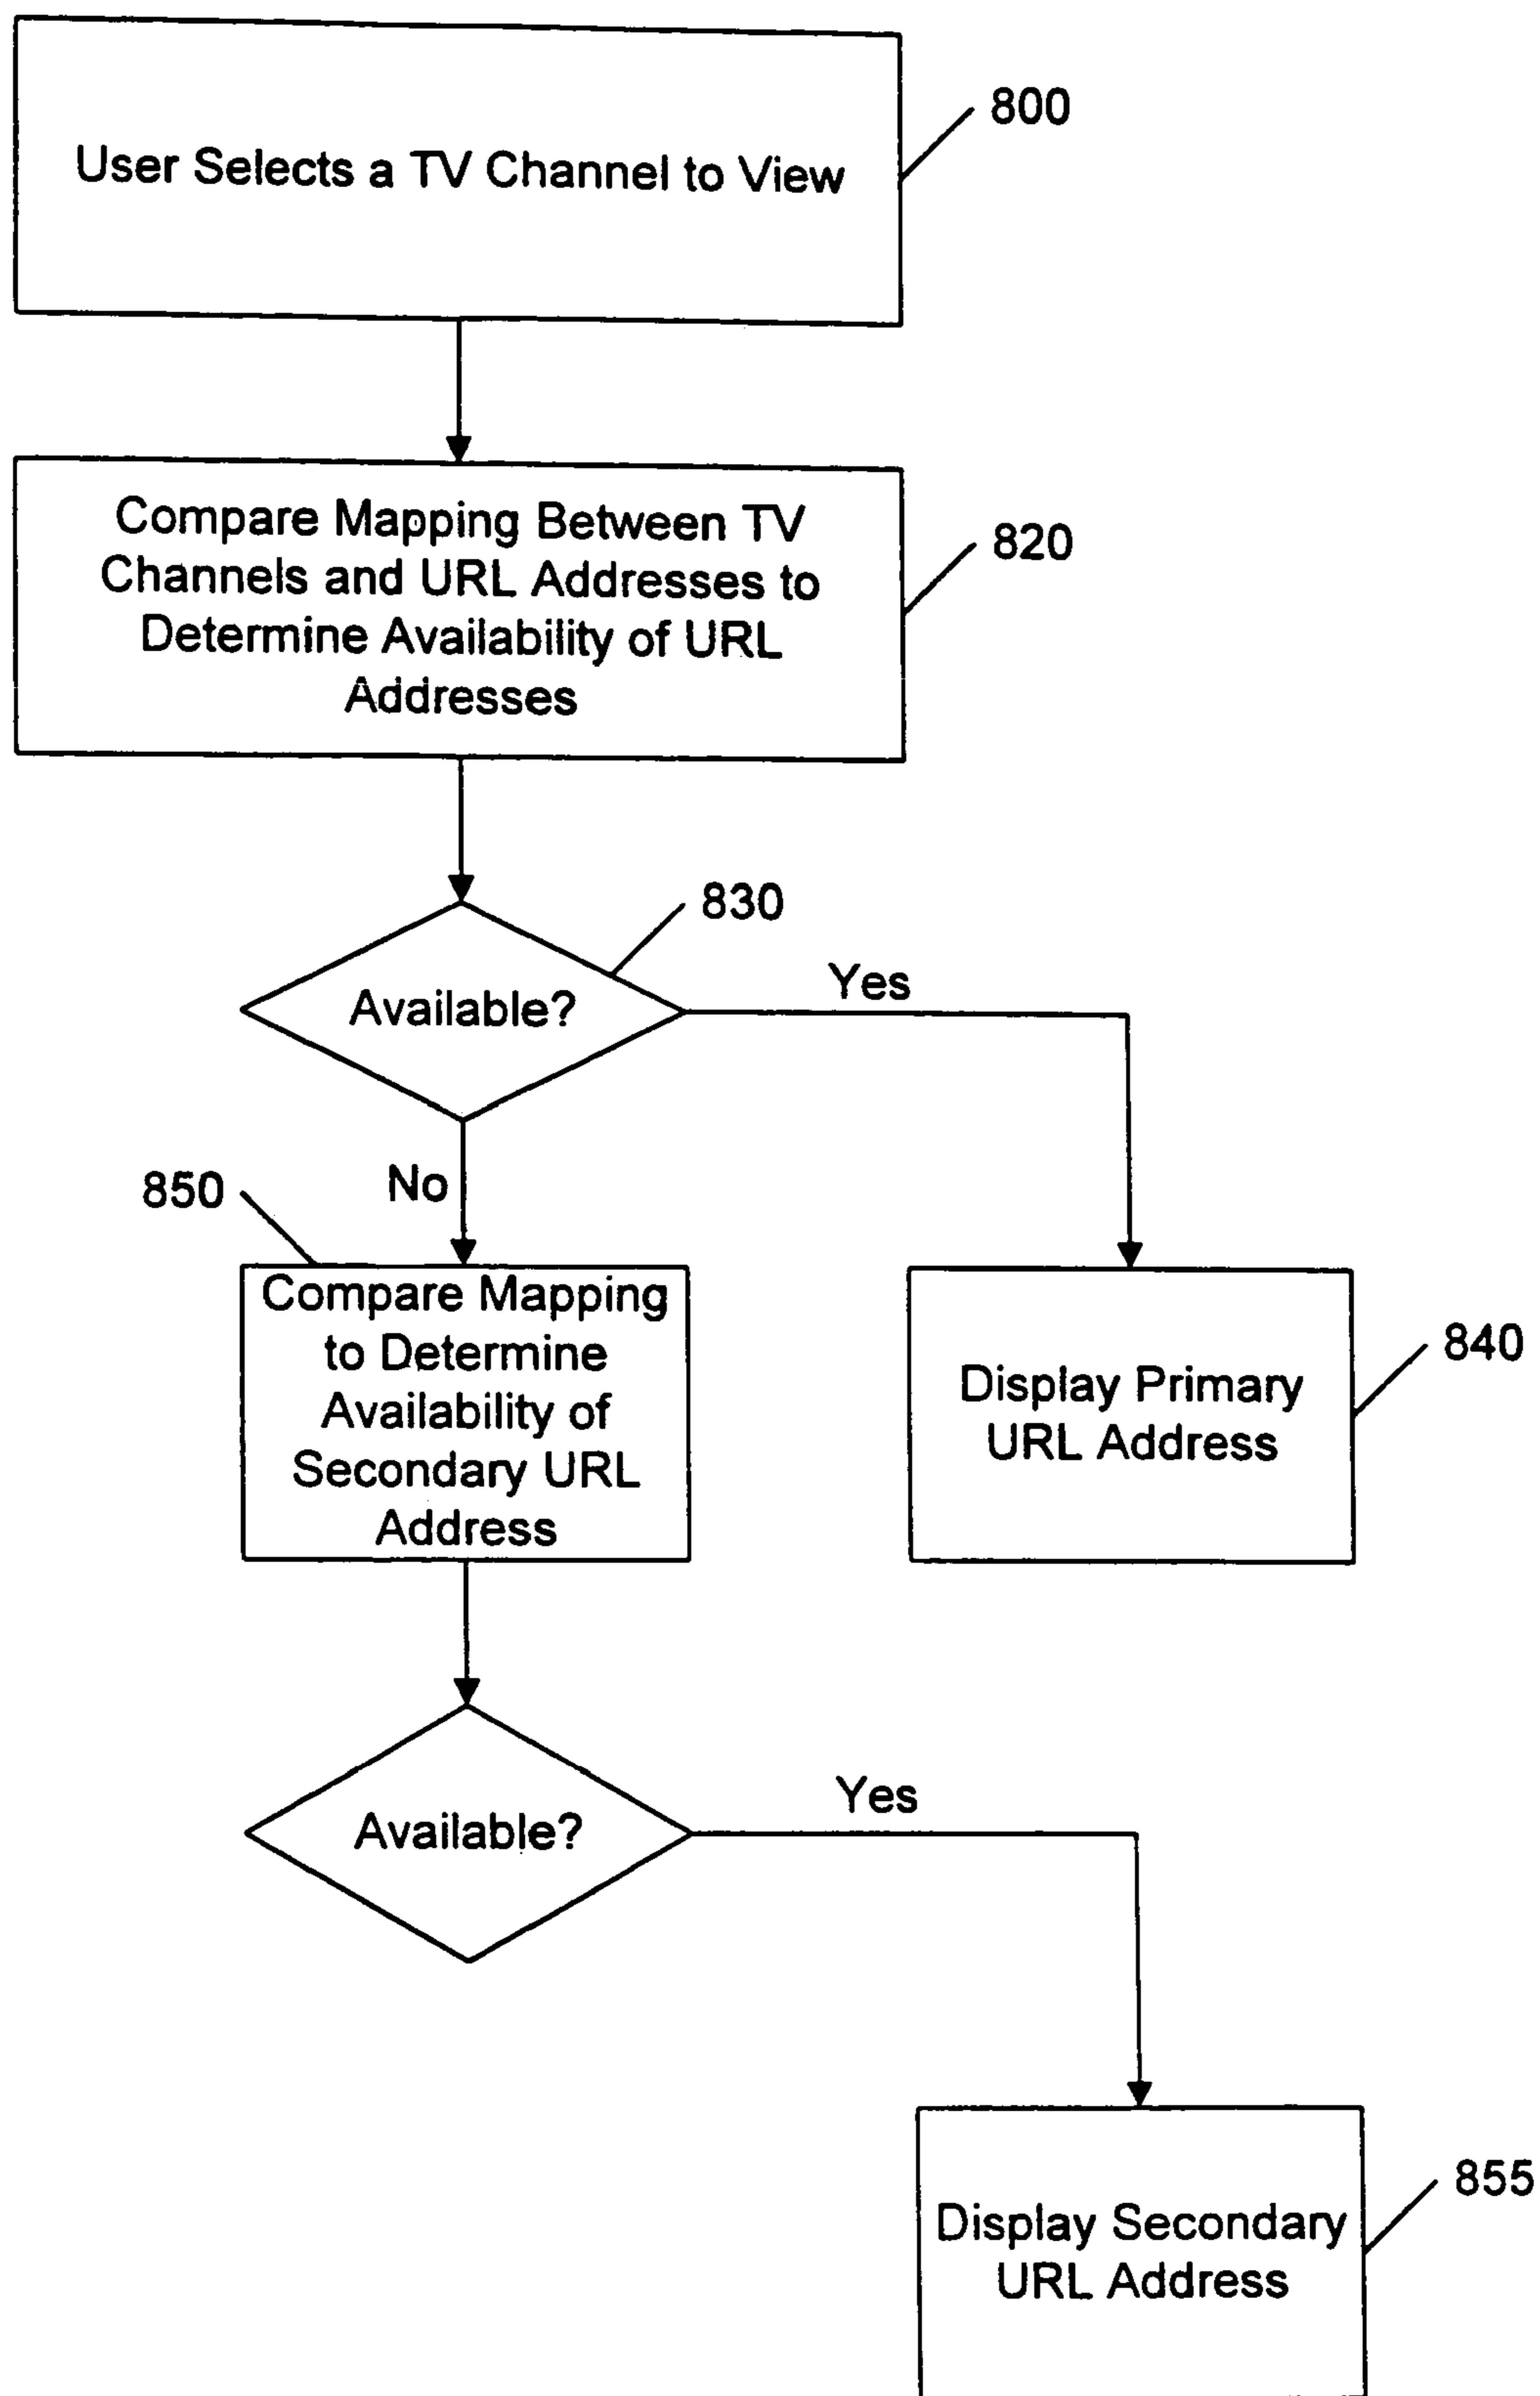 User Selects a TV Channel to View
800
Compare Mapping Between TV
Channels and URL Addresses to
Determine Availability of URL
Addresses
820
Available?
830
Yes
No
850
Compare Mapping
to Determine
Availability of
Secondary URL
Address
Display Primary
URL Address
840
Available?
Yes
Display Secondary
URL Address
855